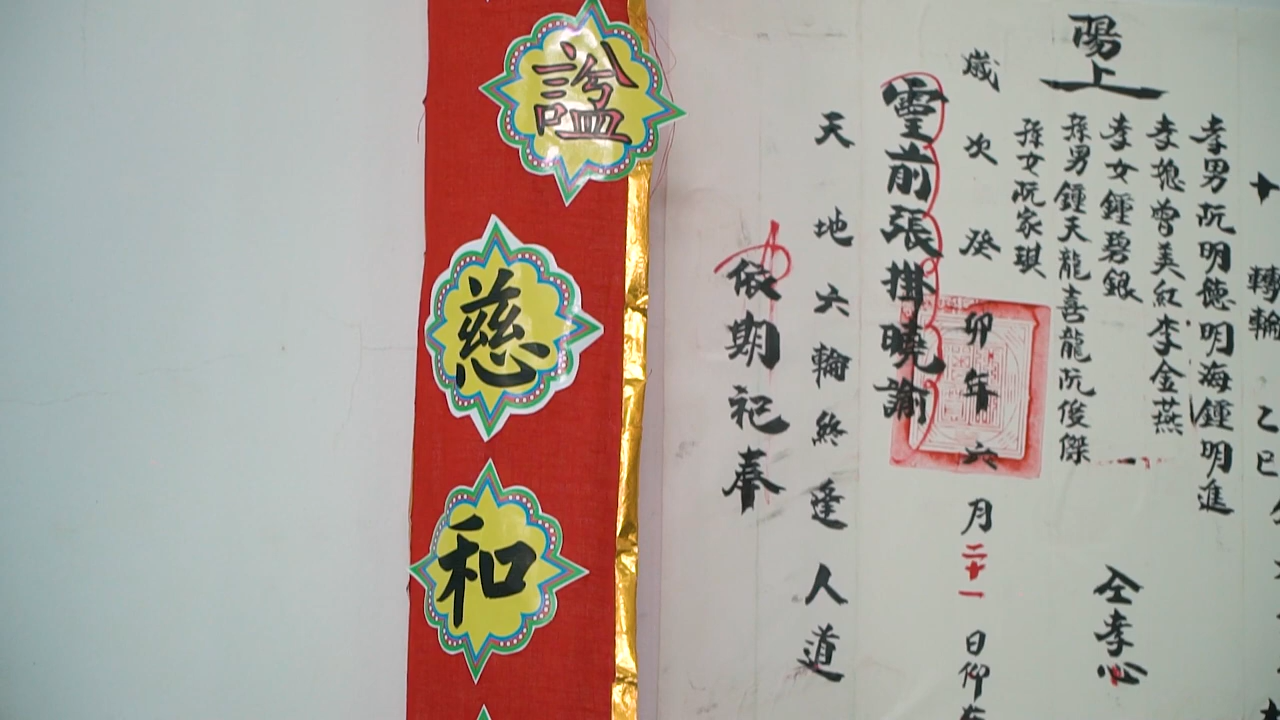 轉輪 乙巳
孝男阮明德明海鍾明進
孝媳曾美紅李金燕
孝女鍾碧銀
孫男鍾天龍喜龍阮俊傑
孫女阮家琪
陽上
仝孝心
歲次癸卯年六月二十一日仰
靈前張掛曉諭
天地六輪終逢人道
依期祀奉
諡
慈
和